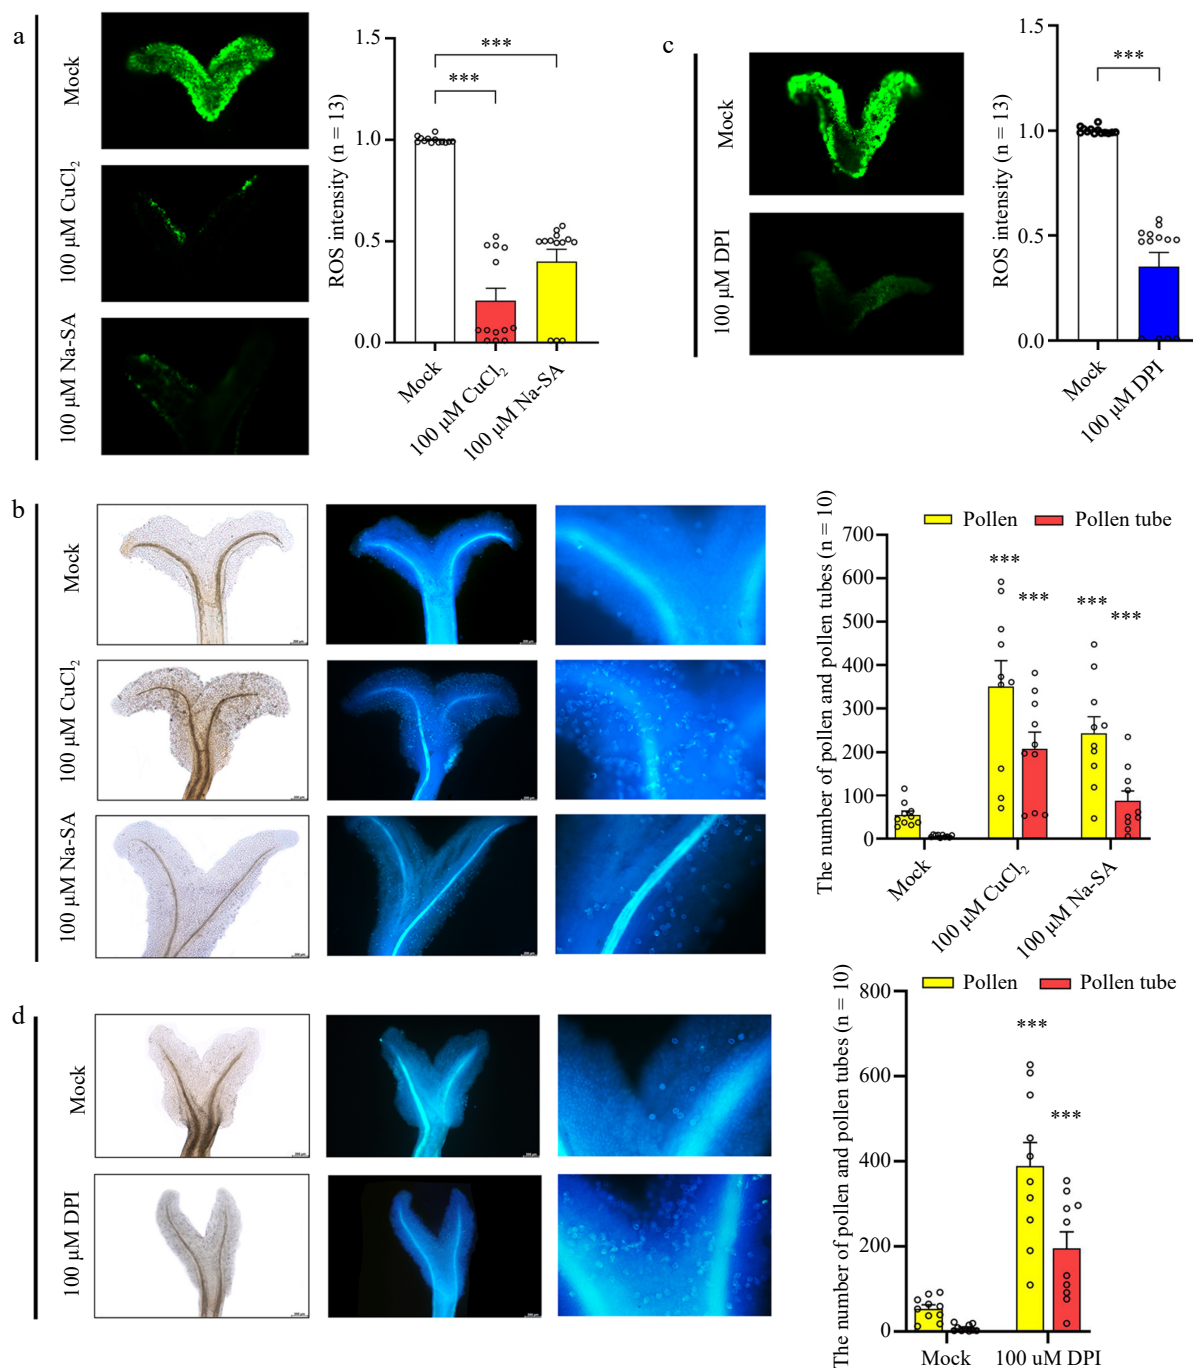 a
Mock
100 μM CuCl₂
100 μM Na-SA
ROS intensity (n = 13)
1.5
1.0
0.5
0.0
***
***
Mock
100 μM CuCl₂
100 μM Na-SA
c
Mock
100 μM DPI
ROS intensity (n = 13)
1.5
1.0
0.5
1.0
***
Mock
100 μM DPI
b
Mock
100 μM CuCl₂
100 μM Na-SA
The number of pollen and pollen tubes (n = 10)
Pollen
Pollen tube
700
600
500
400
300
200
100
0
***
***
***
***
Mock
100 μM CuCl₂
100 μM Na-SA
d
Mock
100 μM DPI
The number of pollen and pollen tubes (n = 10)
Pollen
Pollen tube
800
600
400
200
0
***
***
Mock
100 uM DPI